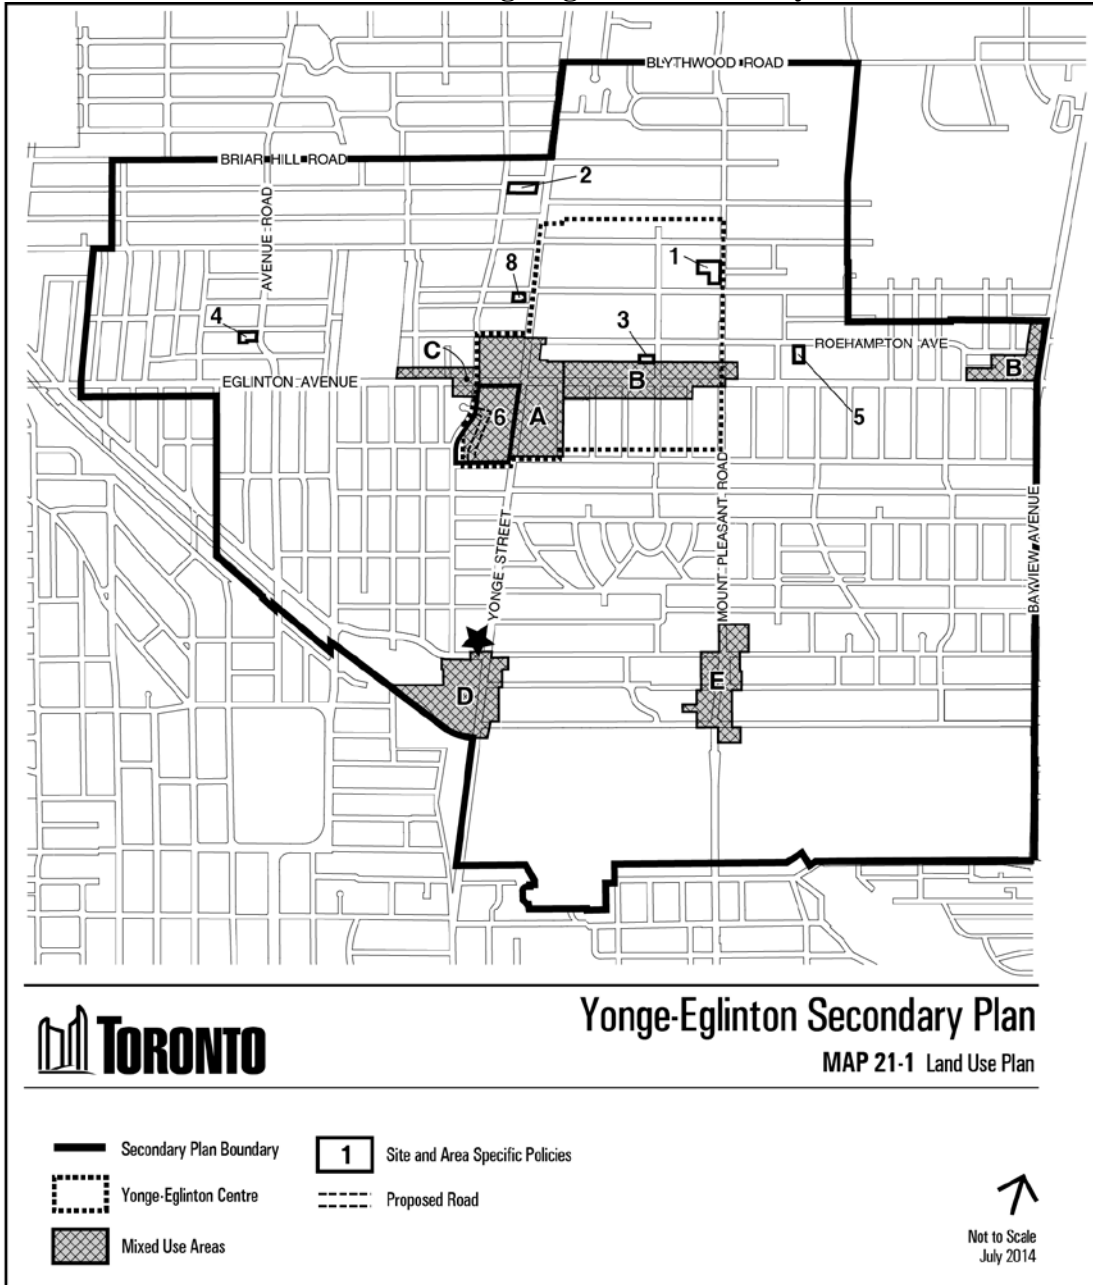 BLYTHWOOD ROAD
BRIAR HILL ROAD
2
AVENUE ROAD
1
8
4
3
ROEHAMPTON AVE
C
EGLINTON AVENUE
B
B
6
A
5
YONGE STREET
MOUNT PLEASANT ROAD
BAYVIEW AVENUE
D
E
TORONTO
Yonge-Eglinton Secondary Plan
MAP 21-1 Land Use Plan
Secondary Plan Boundary
1
Site and Area Specific Policies
Yonge-Eglinton Centre
Proposed Road
Mixed Use Areas
Not to Scale
July 2014